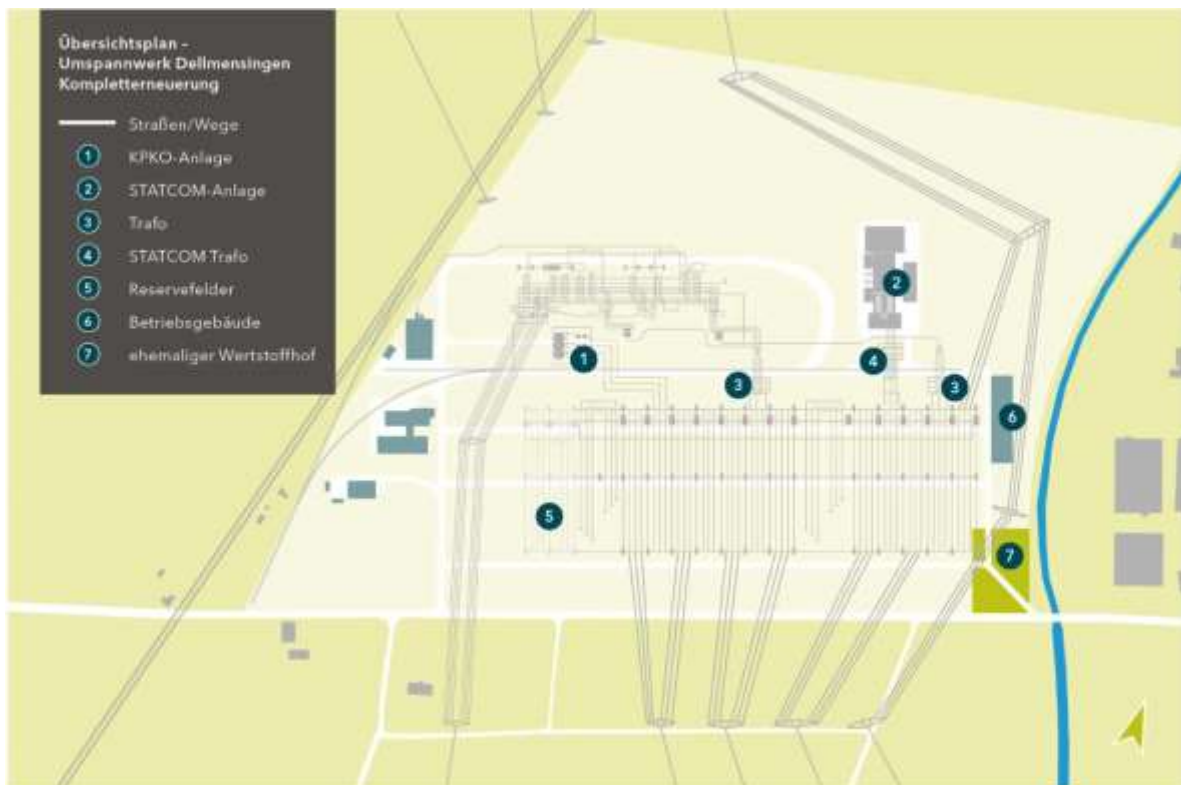 Übersichtsplan –
Umspannwerk Dellmensingen
Kompletterneuerung
Straßen/Wege
1 KPKO-Anlage
2 STATCOM-Anlage
3 Trafo
4 STATCOM Trafo
5 Reservefelder
6 Betriebsgebäude
7 ehemaliger Wertstoffhof
2
1
4
3
3
6
5
7